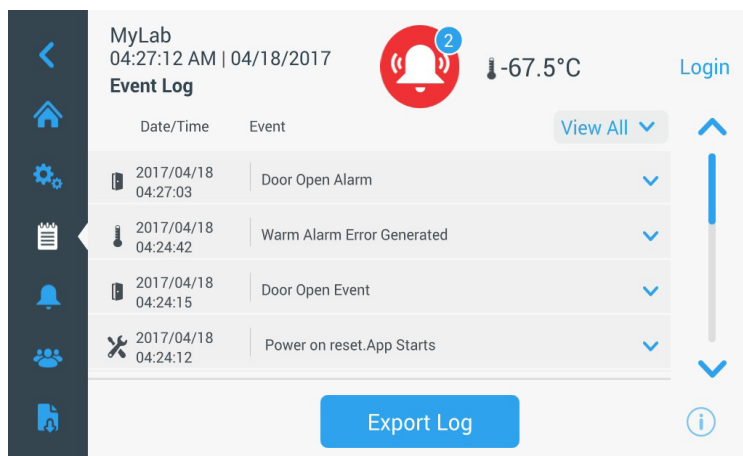 MyLab
2
04:27:12 AM | 04/18/2017
-67.5°C
Login
Event Log
Date/Time Event View All
2017/04/18
04:27:03
Door Open Alarm
2017/04/18
04:24:42
Warm Alarm Error Generated
2017/04/18
04:24:15
Door Open Event
2017/04/18
04:24:12
Power on reset.App Starts
Export Log
i